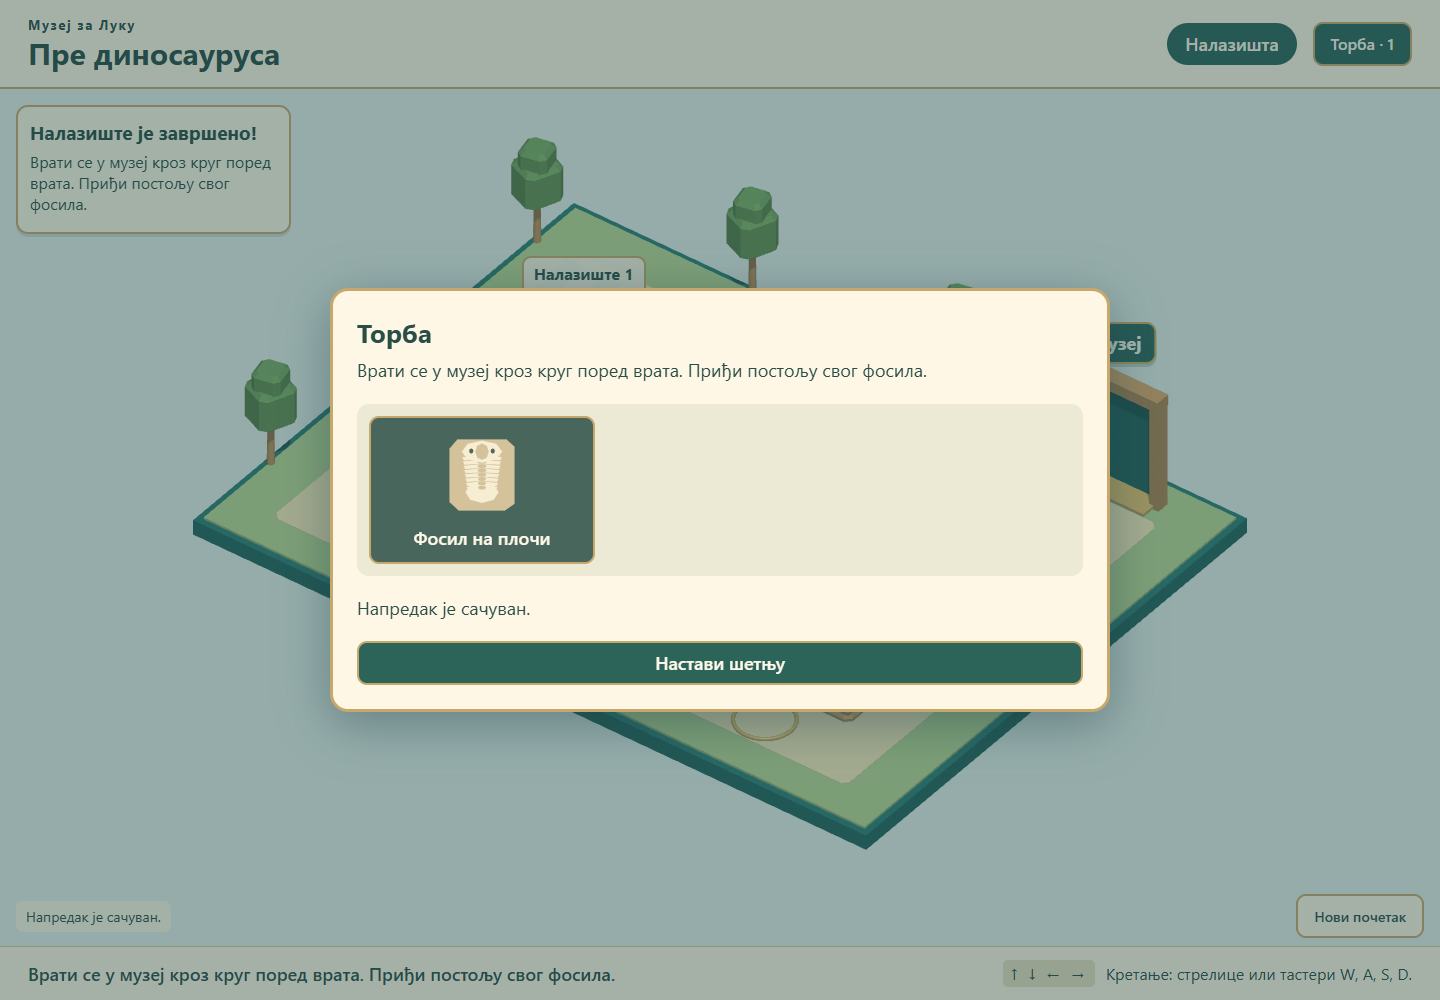 Музеј за Луку
Пре диносауруса
Налазишта
Торба · 1
Налазиште је завршено!
Врати се у музеј кроз круг поред
врата. Приђи постољу свог
фосила.
Налазиште 1
узеј
Торба
Врати се у музеј кроз круг поред врата. Приђи постољу свог фосила.
Фосил на плочи
Напредак је сачуван.
Настави шетњу
Напредак је сачуван.
Нови почетак
Врати се у музеј кроз круг поред врата. Приђи постољу свог фосила.
↑ ↓ ← → Кретање: стрелице или тастери W, A, S, D.